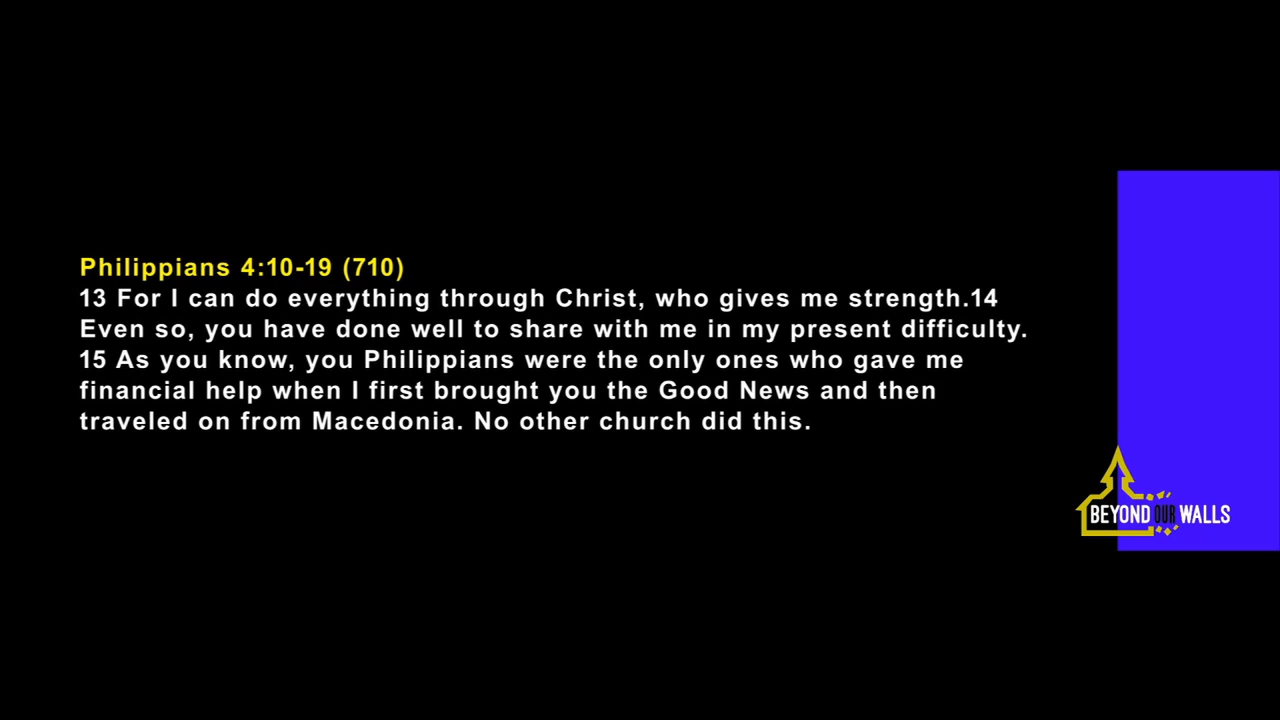 Philippians 4:10-19 (710)
13 For I can do everything through Christ, who gives me strength.14
Even so, you have done well to share with me in my present difficulty.
15 As you know, you Philippians were the only ones who gave me
financial help when I first brought you the Good News and then
traveled on from Macedonia. No other church did this.
BEYOND OUR WALLS